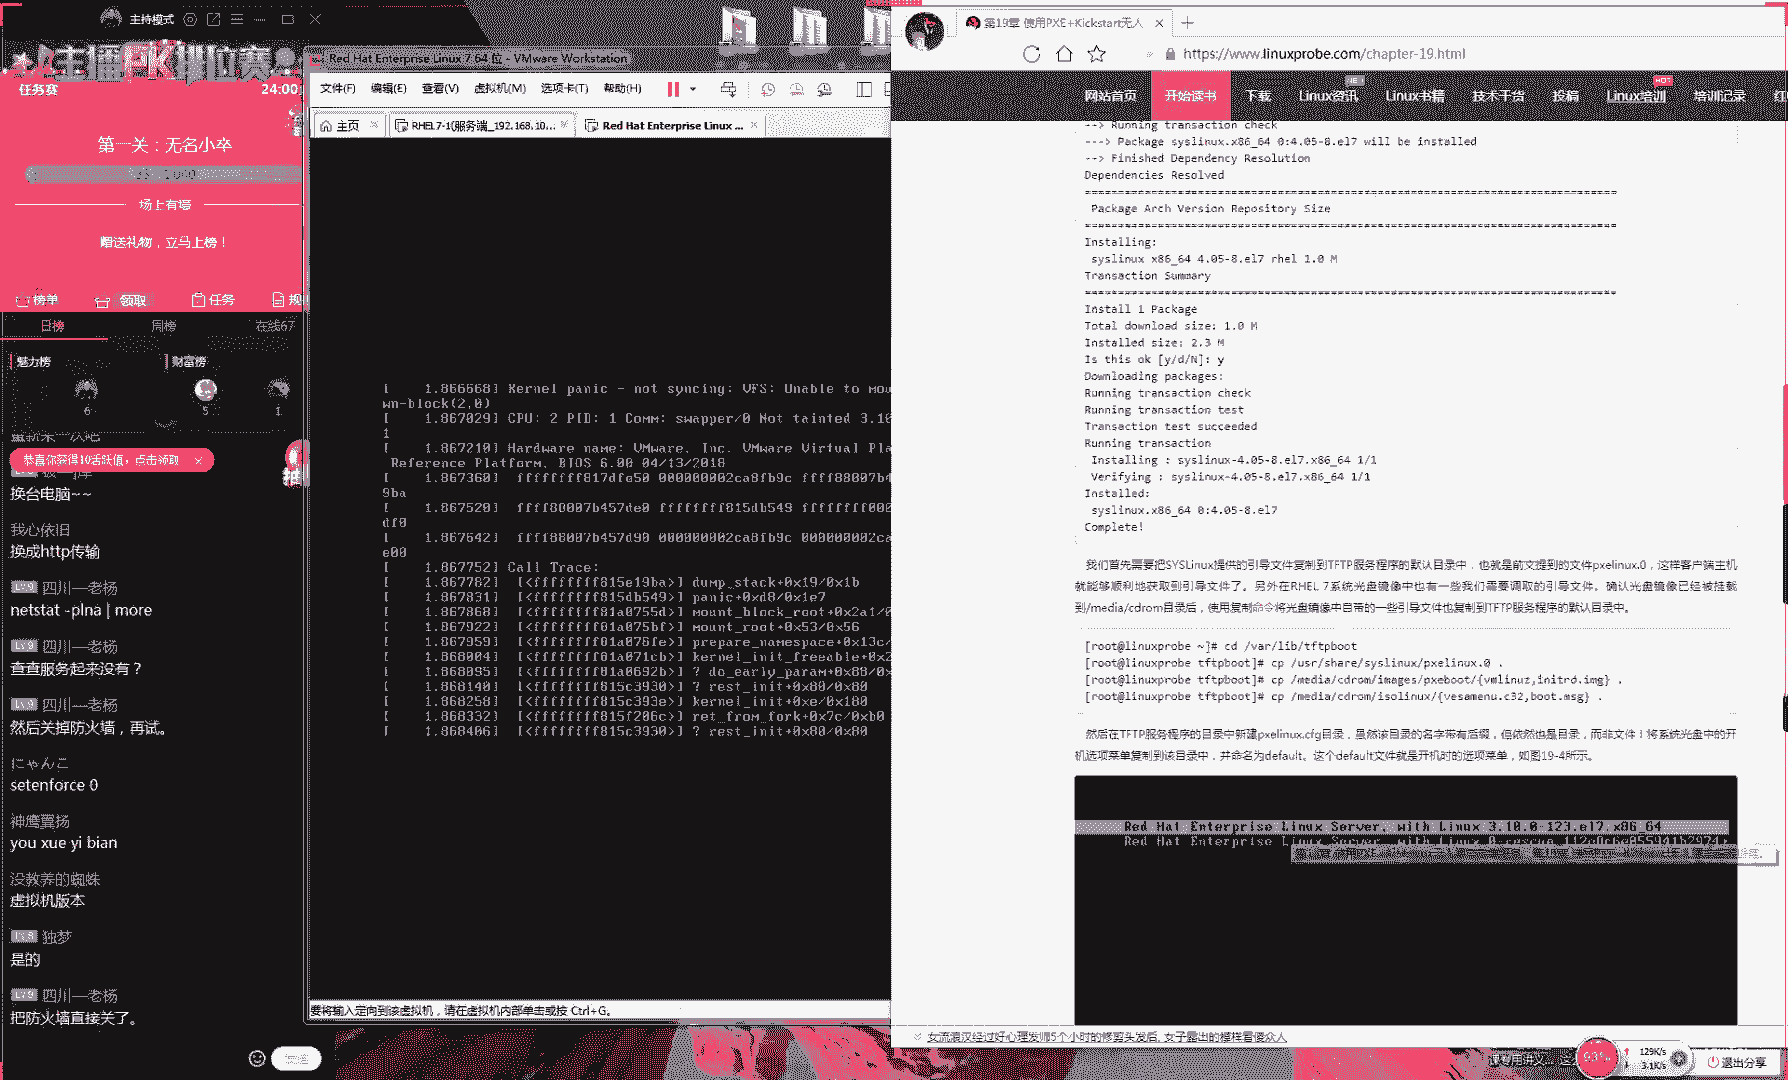 主持模式
主播PK排位赛
任务赛
24:00
第一关：无名小卒
场上有喜
赠送礼物，立马上榜！
榜单
领取
任务
日榜
周榜
在线67
魅力榜
财富榜
6
5
1
恭喜你获得10活跃值，点击领取
换台电脑~~
我心依旧
换成http传输
LV 9 四川—老杨
netstat -plna | more
LV 9 四川—老杨
查查服务起来没有？
LV 9 四川—老杨
然后关掉防火墙，再试。
にゃんこ
setenforce 0
神鹰翼扬
you xue yi bian
没教养的蜘蛛
虚拟机版本
独梦
是的
LV 9 四川—老杨
把防火墙直接关了。
Red Hat Enterprise Linux 7 64 位 - VMware Workstation
文件(F) 编辑(E) 查看(V) 虚拟机(M) 选项卡(T) 帮助(H)
主页
RHEL7-1(服务端_192.168.10...
Red Hat Enterprise Linux ...
[    1.866668] Kernel panic - not syncing: VFS: Unable to mou
wn-block(2,0)
[    1.867029] CPU: 2 PID: 1 Comm: swapper/0 Not tainted 3.10
1
[    1.867210] Hardware name: VMware, Inc. VMware Virtual Pla
Reference Platform, BIOS 6.00 04/13/2018
[    1.867360]  ffffffff817dfa50 000000002ca8fb9c ffff88007b4
9ba
[    1.867520]  ffff88007b457de0 ffffffff815db549 ffffffff000
df0
[    1.867642]  ffff88007b457d90 000000002ca8fb9c 000000002ca
e00
[    1.867752] Call Trace:
[    1.867782]  [<ffffffff815e19ba>] dump_stack+0x19/0x1b
[    1.867831]  [<ffffffff815db549>] panic+0xd8/0x1e7
[    1.867868]  [<ffffffff81a0755d>] mount_block_root+0x2a1/0
[    1.867922]  [<ffffffff81a075bf>] mount_root+0x53/0x56
[    1.867959]  [<ffffffff81a076fe>] prepare_namespace+0x13c/
[    1.868004]  [<ffffffff81a071cb>] kernel_init_freeable+0x2
[    1.868095]  [<ffffffff81a0692b>] ? do_early_param+0x88/0x
[    1.868140]  [<ffffffff815c3930>] ? rest_init+0x80/0x80
[    1.868258]  [<ffffffff815c393e>] kernel_init+0xe/0x180
[    1.868332]  [<ffffffff815f206c>] ret_from_fork+0x7c/0xb0
[    1.868406]  [<ffffffff815c3930>] ? rest_init+0x80/0x80
要将输入定向到该虚拟机，请在虚拟机内部单击或按 Ctrl+G。
第19章 使用PXE+Kickstart无人
https://www.linuxprobe.com/chapter-19.html
网站首页 开始读书 下载 Linux资讯 Linux书籍 技术干货 投稿 Linux培训 培训记录 红
HOT
--> Running transaction check
---> Package syslinux.x86_64 0:4.05-8.el7 will be installed
--> Finished Dependency Resolution
Dependencies Resolved
================================================================================
Package Arch Version Repository Size
================================================================================
Installing:
syslinux x86_64 4.05-8.el7 rhel 1.0 M
Transaction Summary
================================================================================
Install 1 Package
Total download size: 1.0 M
Installed size: 2.3 M
Is this ok [y/d/N]: y
Downloading packages:
Running transaction check
Running transaction test
Transaction test succeeded
Running transaction
Installing : syslinux-4.05-8.el7.x86_64 1/1
Verifying : syslinux-4.05-8.el7.x86_64 1/1
Installed:
syslinux.x86_64 0:4.05-8.el7
Complete!
我们首先需要把SYSLinux提供的引导文件复制到TFTP服务程序的默认目录中，也就是前文提到的文件pxelinux.0，这样客户端主机
就能够顺利地获取到引导文件了。另外在RHEL 7系统光盘镜像中也有一些我们需要调取的引导文件。确认光盘镜像已经被挂载
到/media/cdrom目录后，使用复制命令将光盘镜像中自带的一些引导文件也复制到TFTP服务程序的默认目录中。
[root@linuxprobe ~]# cd /var/lib/tftpboot
[root@linuxprobe tftpboot]# cp /usr/share/syslinux/pxelinux.0 .
[root@linuxprobe tftpboot]# cp /media/cdrom/images/pxeboot/{vmlinuz,initrd.img} .
[root@linuxprobe tftpboot]# cp /media/cdrom/isolinux/{vesamenu.c32,boot.msg} .
然后在TFTP服务程序的目录中新建pxelinux.cfg目录，虽然该目录的名字带有后缀，但依然也是目录，而非文件！将系统光盘中的开
机选项菜单复制到该目录中，并命名为default。这个default文件就是开机时的选项菜单，如图19-4所示。
Red Hat Enterprise Linux Server, with Linux 3.10.0-123.el7.x86_64
Red Hat Enterprise Linux Server, with Linux 0-rescue
女流浪汉经过好心理发师5个小时的修剪头发后, 女子露出的模样看傻众人
93%
129K/s
3.1K/s
退出分享